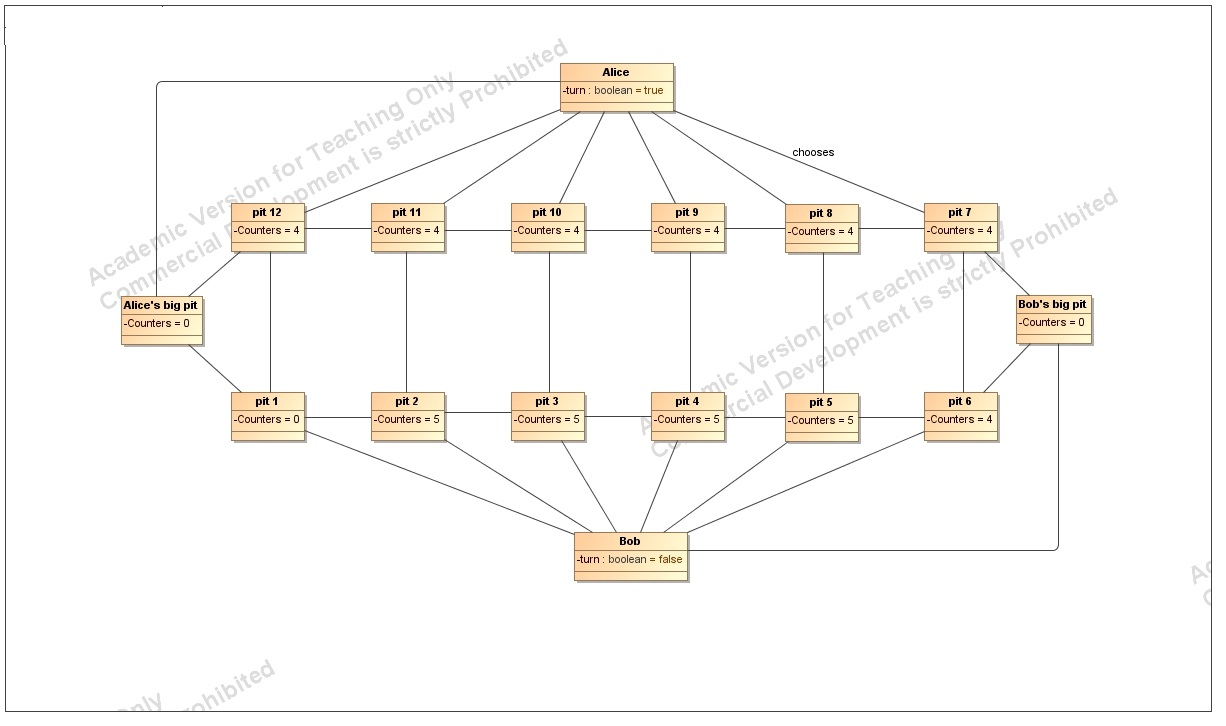 Alice
-turn : boolean = true
chooses
pit 12
-Counters = 4
pit 11
-Counters = 4
pit 10
-Counters = 4
pit 9
-Counters = 4
pit 8
-Counters = 4
pit 7
-Counters = 4
Alice's big pit
-Counters = 0
Bob's big pit
-Counters = 0
pit 1
-Counters = 0
pit 2
-Counters = 5
pit 3
-Counters = 5
pit 4
-Counters = 5
pit 5
-Counters = 5
pit 6
-Counters = 4
Bob
-turn : boolean = false
Academic Version for Teaching Only
Commercial Development is strictly Prohibited
Academic Version for Teaching Only
Commercial Development is strictly Prohibited
Only
Prohibited